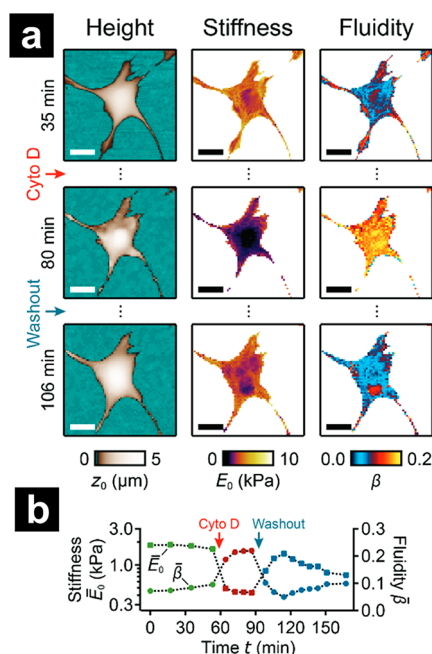 a
Height Stiffness Fluidity
35 min
Cyto D
80 min
Washout
106 min
0 5 0 10 0.0 0.2
z₀ (μm) E₀ (kPa) β
b
Cyto D Washout
3.0 0.3
1.0 0.2
0.1
0.3 0.0
Stiffness
Ē₀ (kPa)
Ē₀
β̄
Fluidity β̄
0 30 60 90 120 150
Time t (min)